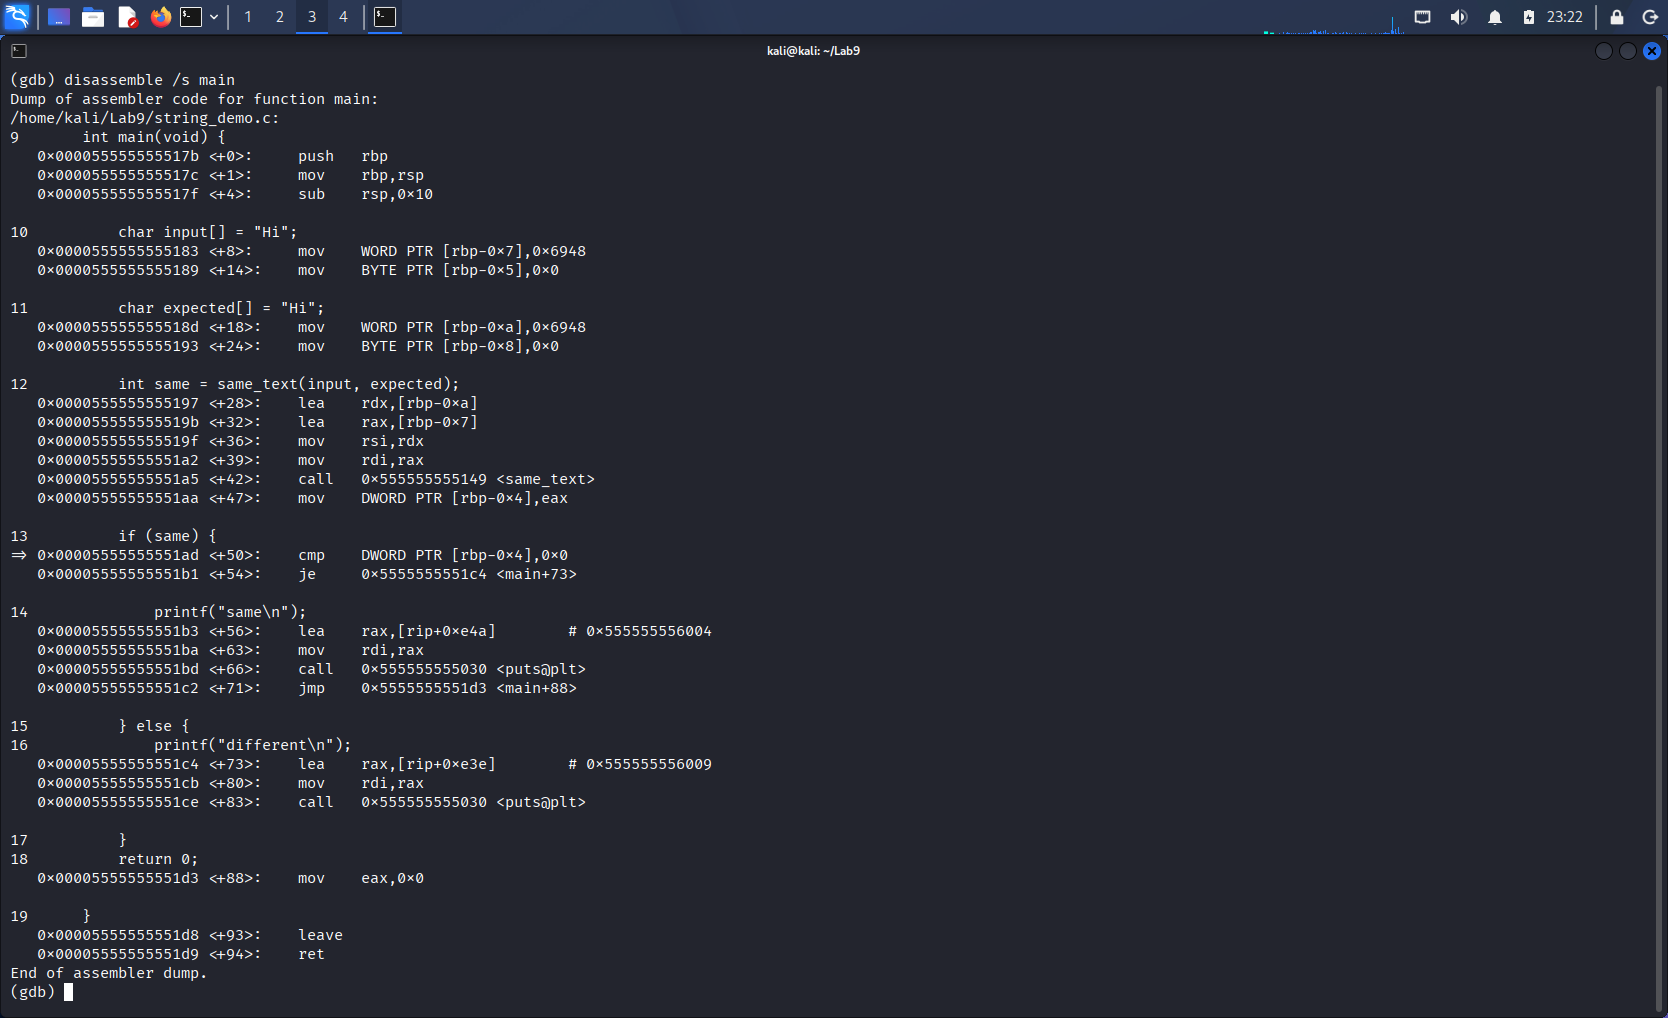 1 2 3 4 23:22
kali@kali: ~/Lab9
(gdb) disassemble /s main
Dump of assembler code for function main:
/home/kali/Lab9/string_demo.c:
9       int main(void) {
   0x000055555555517b <+0>:     push   rbp
   0x000055555555517c <+1>:     mov    rbp,rsp
   0x000055555555517f <+4>:     sub    rsp,0x10

10          char input[] = "Hi";
   0x0000555555555183 <+8>:     mov    WORD PTR [rbp-0x7],0x6948
   0x0000555555555189 <+14>:    mov    BYTE PTR [rbp-0x5],0x0

11          char expected[] = "Hi";
   0x000055555555518d <+18>:    mov    WORD PTR [rbp-0xa],0x6948
   0x0000555555555193 <+24>:    mov    BYTE PTR [rbp-0x8],0x0

12          int same = same_text(input, expected);
   0x0000555555555197 <+28>:    lea    rdx,[rbp-0xa]
   0x000055555555519b <+32>:    lea    rax,[rbp-0x7]
   0x000055555555519f <+36>:    mov    rsi,rdx
   0x00005555555551a2 <+39>:    mov    rdi,rax
   0x00005555555551a5 <+42>:    call   0x555555555149 <same_text>
   0x00005555555551aa <+47>:    mov    DWORD PTR [rbp-0x4],eax

13          if (same) {
=> 0x00005555555551ad <+50>:    cmp    DWORD PTR [rbp-0x4],0x0
   0x00005555555551b1 <+54>:    je     0x5555555551c4 <main+73>

14              printf("same\n");
   0x00005555555551b3 <+56>:    lea    rax,[rip+0xe4a]        # 0x555555556004
   0x00005555555551ba <+63>:    mov    rdi,rax
   0x00005555555551bd <+66>:    call   0x555555555030 <puts@plt>
   0x00005555555551c2 <+71>:    jmp    0x5555555551d3 <main+88>

15          } else {
16              printf("different\n");
   0x00005555555551c4 <+73>:    lea    rax,[rip+0xe3e]        # 0x555555556009
   0x00005555555551cb <+80>:    mov    rdi,rax
   0x00005555555551ce <+83>:    call   0x555555555030 <puts@plt>

17          }
18          return 0;
   0x00005555555551d3 <+88>:    mov    eax,0x0

19      }
   0x00005555555551d8 <+93>:    leave
   0x00005555555551d9 <+94>:    ret
End of assembler dump.
(gdb)